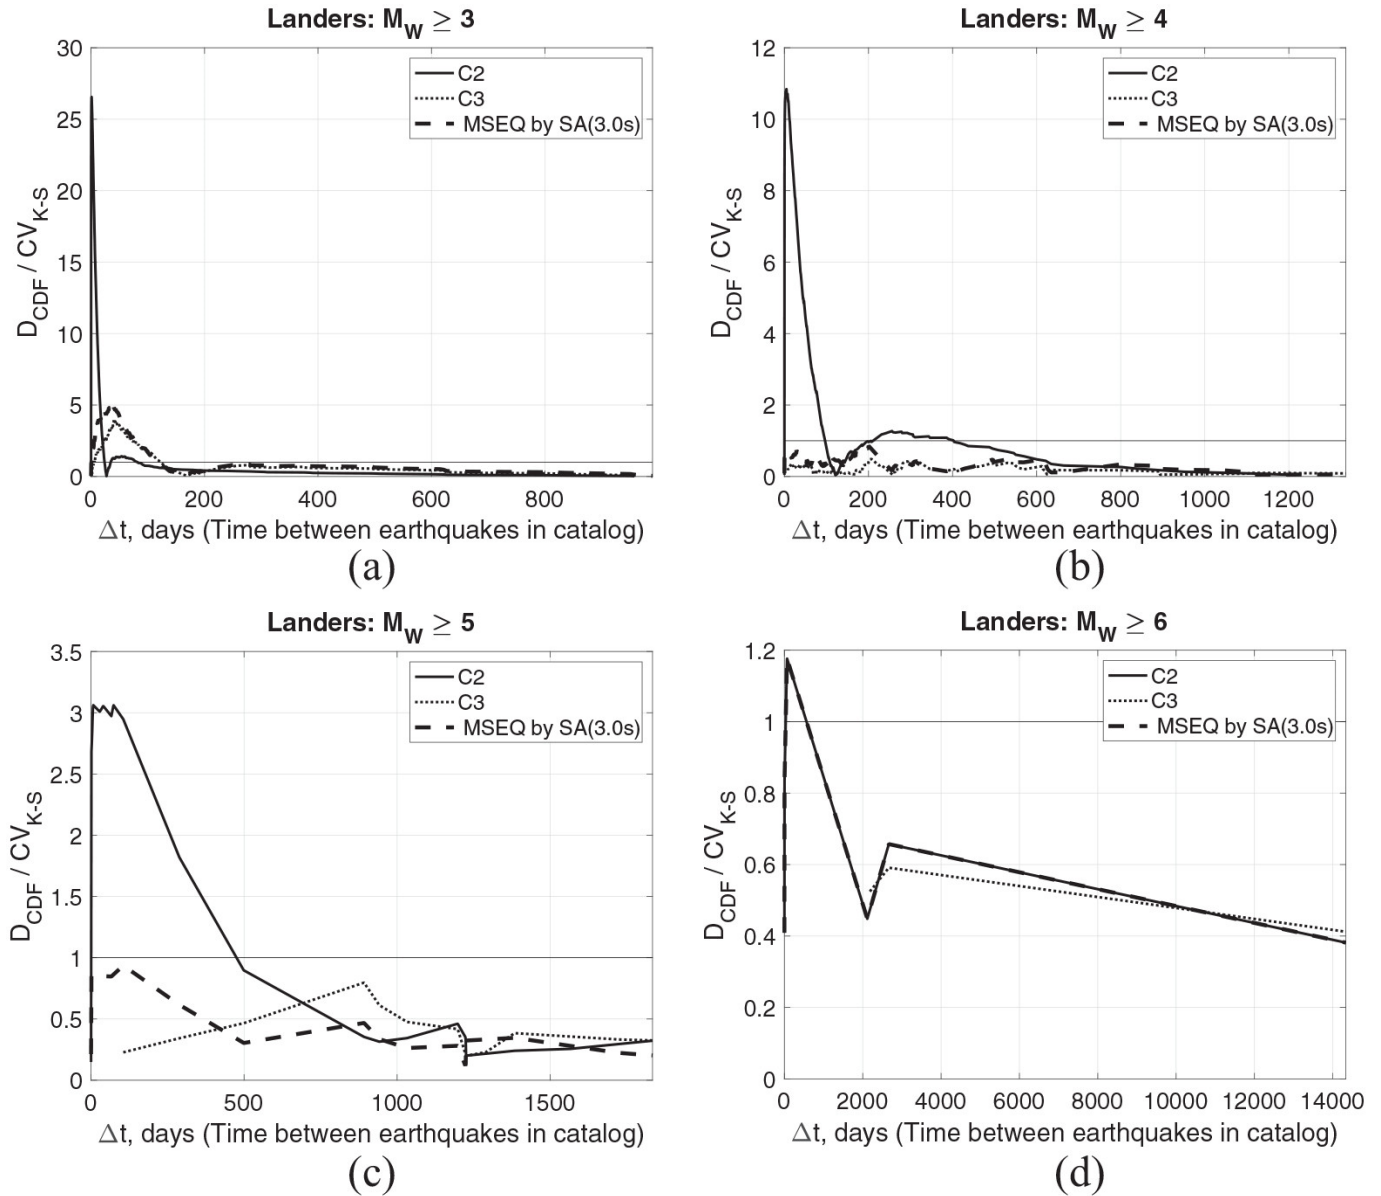 Landers: M_W ≥ 3
30
25
20
15
10
5
0
D_CDF / CV_K-S
C2
C3
MSEQ by SA(3.0s)
0 200 400 600 800
Δt, days (Time between earthquakes in catalog)
(a)
Landers: M_W ≥ 4
12
10
8
6
4
2
0
D_CDF / CV_K-S
C2
C3
MSEQ by SA(3.0s)
0 200 400 600 800 1000 1200
Δt, days (Time between earthquakes in catalog)
(b)
Landers: M_W ≥ 5
3.5
3
2.5
2
1.5
1
0.5
0
D_CDF / CV_K-S
C2
C3
MSEQ by SA(3.0s)
0 500 1000 1500
Δt, days (Time between earthquakes in catalog)
(c)
Landers: M_W ≥ 6
1.2
1
0.8
0.6
0.4
0.2
0
D_CDF / CV_K-S
C2
C3
MSEQ by SA(3.0s)
0 2000 4000 6000 8000 10000 12000 14000
Δt, days (Time between earthquakes in catalog)
(d)